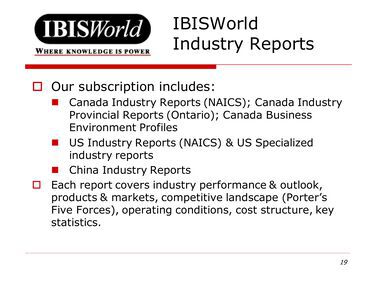 IBISWorld
WHERE KNOWLEDGE IS POWER
IBISWorld
Industry Reports
Our subscription includes:
Canada Industry Reports (NAICS); Canada Industry
Provincial Reports (Ontario); Canada Business
Environment Profiles
US Industry Reports (NAICS) & US Specialized
industry reports
China Industry Reports
Each report covers industry performance & outlook,
products & markets, competitive landscape (Porter's
Five Forces), operating conditions, cost structure, key
statistics.
19